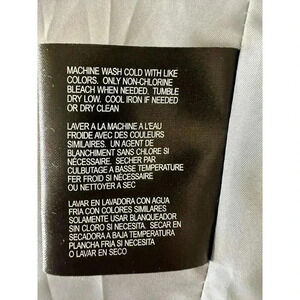 MACHINE WASH COLD WITH LIKE
COLORS. ONLY NON-CHLORINE
BLEACH WHEN NEEDED. TUMBLE
DRY LOW. COOL IRON IF NEEDED
OR DRY CLEAN
LAVER A LA MACHINE A L'EAU
FROIDE AVEC DES COULEURS
SIMILAIRES. UN AGENT DE
BLANCHIMENT SANS CHLORE SI
NÉCESSAIRE. SECHER PAR
CULBUTAGE A BASSE TEMPERATURE
FER FROID SI NÉCESSAIRE
OU NETTOYER A SEC
LAVAR EN LAVADORA CON AGUA
FRIA CON COLORES SIMILARES.
SOLAMENTE USAR BLANQUEADOR
SIN CLORO SI NECESITA. SECAR EN
SECADORA A BAJA TEMPERATURA
PLANCHA FRIA SI NECESITA
O LAVAR EN SECO